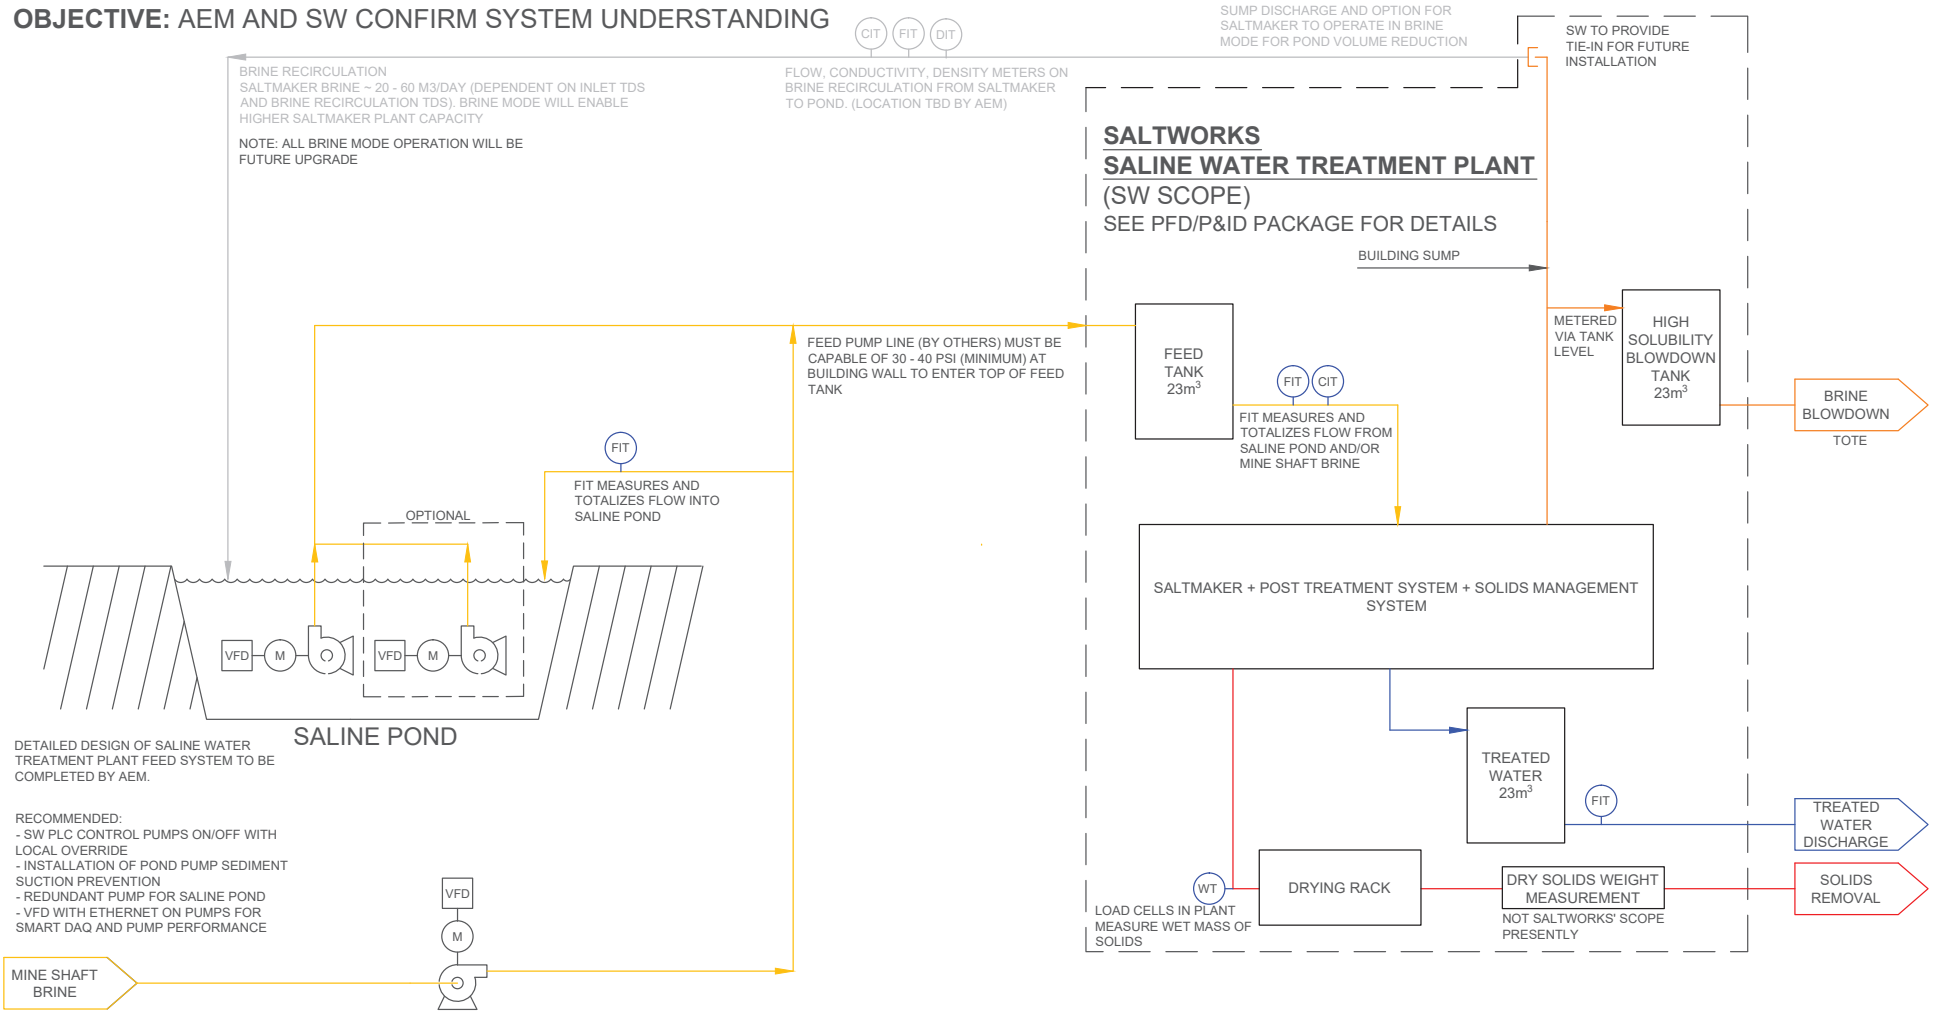 OBJECTIVE: AEM AND SW CONFIRM SYSTEM UNDERSTANDING
CIT
FIT
DIT
SUMP DISCHARGE AND OPTION FOR
SALTMAKER TO OPERATE IN BRINE
MODE FOR POND VOLUME REDUCTION
SW TO PROVIDE
TIE-IN FOR FUTURE
INSTALLATION
BRINE RECIRCULATION
SALTMAKER BRINE ~ 20 - 60 M3/DAY (DEPENDENT ON INLET TDS
AND BRINE RECIRCULATION TDS). BRINE MODE WILL ENABLE
HIGHER SALTMAKER PLANT CAPACITY
NOTE: ALL BRINE MODE OPERATION WILL BE
FUTURE UPGRADE
FLOW, CONDUCTIVITY, DENSITY METERS ON
BRINE RECIRCULATION FROM SALTMAKER
TO POND. (LOCATION TBD BY AEM)
SALTWORKS
SALINE WATER TREATMENT PLANT
(SW SCOPE)
SEE PFD/P&ID PACKAGE FOR DETAILS
BUILDING SUMP
FEED PUMP LINE (BY OTHERS) MUST BE
CAPABLE OF 30 - 40 PSI (MINIMUM) AT
BUILDING WALL TO ENTER TOP OF FEED
TANK
FEED
TANK
23m³
FIT
CIT
FIT MEASURES AND
TOTALIZES FLOW FROM
SALINE POND AND/OR
MINE SHAFT BRINE
METERED
VIA TANK
LEVEL
HIGH
SOLUBILITY
BLOWDOWN
TANK
23m³
BRINE
BLOWDOWN
TOTE
FIT
FIT MEASURES AND
TOTALIZES FLOW INTO
SALINE POND
OPTIONAL
VFD
M
VFD
M
SALINE POND
SALTMAKER + POST TREATMENT SYSTEM + SOLIDS MANAGEMENT
SYSTEM
DETAILED DESIGN OF SALINE WATER
TREATMENT PLANT FEED SYSTEM TO BE
COMPLETED BY AEM.
RECOMMENDED:
- SW PLC CONTROL PUMPS ON/OFF WITH
LOCAL OVERRIDE
- INSTALLATION OF POND PUMP SEDIMENT
SUCTION PREVENTION
- REDUNDANT PUMP FOR SALINE POND
- VFD WITH ETHERNET ON PUMPS FOR
SMART DAQ AND PUMP PERFORMANCE
VFD
M
MINE SHAFT
BRINE
TREATED
WATER
23m³
FIT
TREATED
WATER
DISCHARGE
WT
LOAD CELLS IN PLANT
MEASURE WET MASS OF
SOLIDS
DRYING RACK
DRY SOLIDS WEIGHT
MEASUREMENT
NOT SALTWORKS' SCOPE
PRESENTLY
SOLIDS
REMOVAL